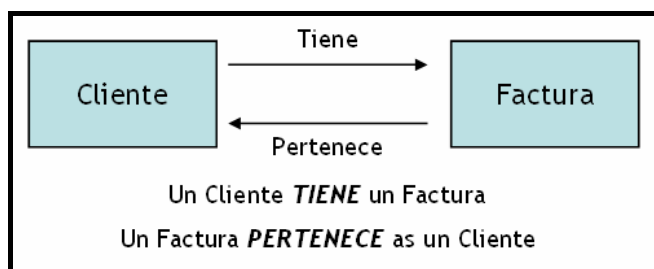 Tiene
Cliente
Factura
Pertenece
Un Cliente TIENE un Factura
Un Factura PERTENECE as un Cliente